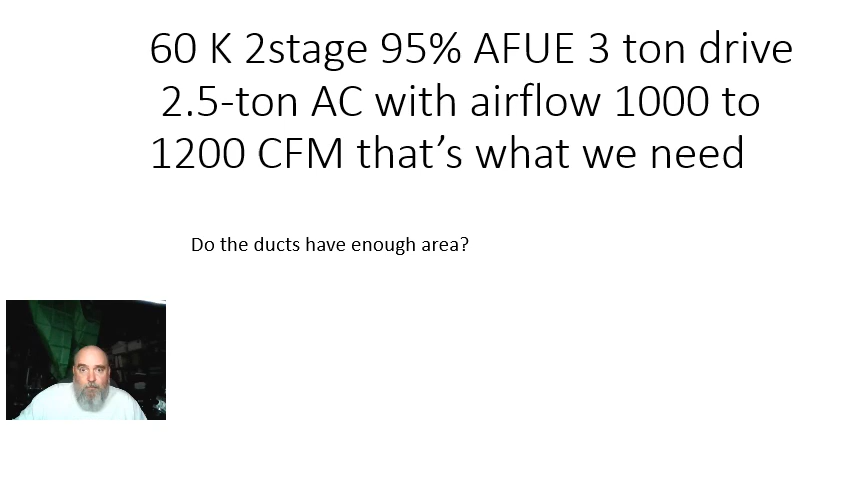 60 K 2stage 95% AFUE 3 ton drive
2.5-ton AC with airflow 1000 to
1200 CFM that’s what we need
Do the ducts have enough area?